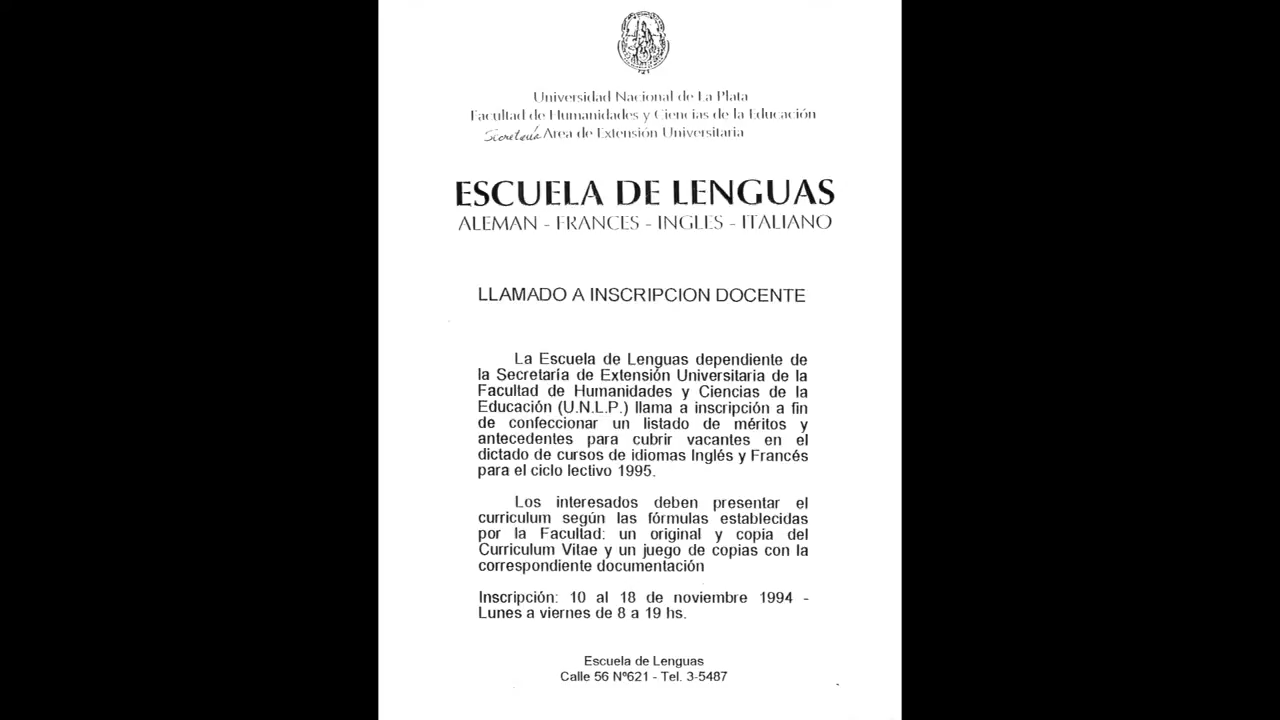 Universidad Nacional de La Plata
Facultad de Humanidades y Ciencias de la Educación
Secretaría Area de Extensión Universitaria
ESCUELA DE LENGUAS
ALEMAN - FRANCES - INGLES - ITALIANO
LLAMADO A INSCRIPCION DOCENTE
La Escuela de Lenguas dependiente de
la Secretaría de Extensión Universitaria de la
Facultad de Humanidades y Ciencias de la
Educación (U.N.L.P.) llama a inscripción a fin
de confeccionar un listado de méritos y
antecedentes para cubrir vacantes en el
dictado de cursos de idiomas Inglés y Francés
para el ciclo lectivo 1995.
Los interesados deben presentar el
curriculum según las fórmulas establecidas
por la Facultad: un original y copia del
Curriculum Vitae y un juego de copias con la
correspondiente documentación
Inscripción: 10 al 18 de noviembre 1994 -
Lunes a viernes de 8 a 19 hs.
Escuela de Lenguas
Calle 56 Nº621 - Tel. 3-5487